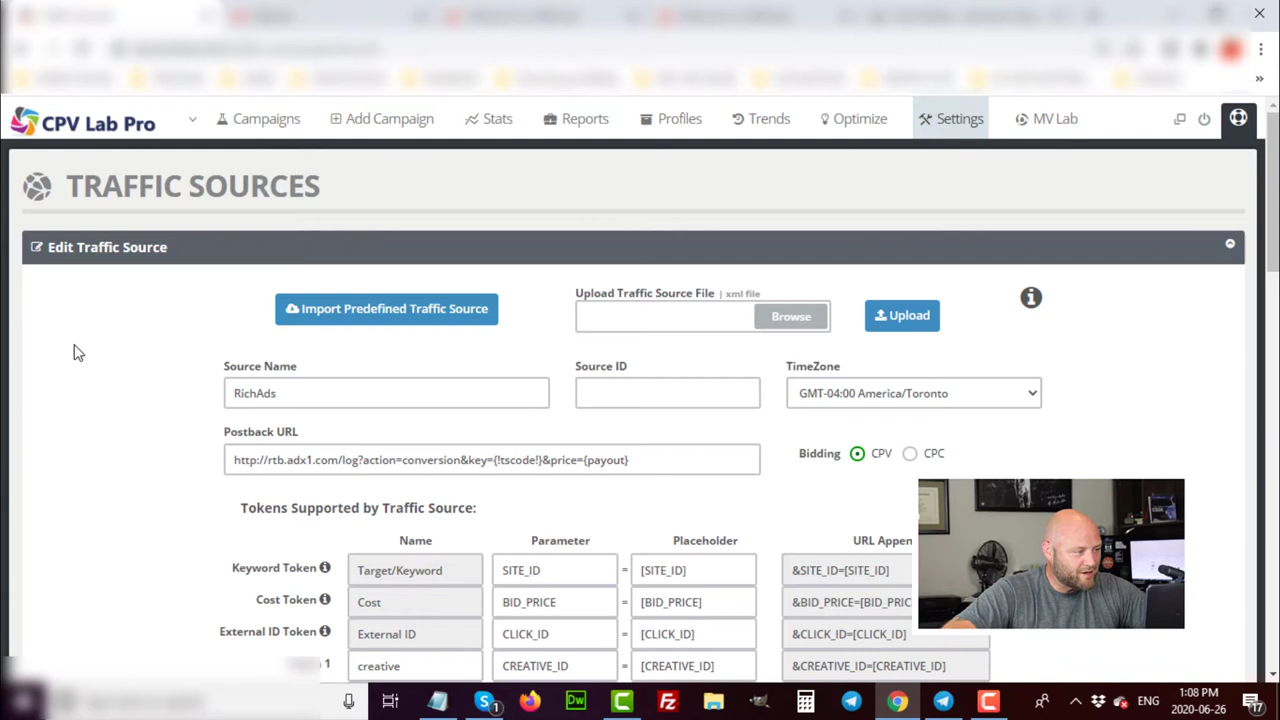 CPV Lab Pro
Campaigns
Add Campaign
Stats
Reports
Profiles
Trends
Optimize
Settings
MV Lab
TRAFFIC SOURCES
Edit Traffic Source
Import Predefined Traffic Source
Upload Traffic Source File | xml file
Browse
Upload
Source Name
Source ID
TimeZone
RichAds
GMT-04:00 America/Toronto
Postback URL
http://rtb.adx1.com/log?action=conversion&key={!tscode!}&price={payout}
Bidding
CPV
CPC
Tokens Supported by Traffic Source:
Name
Parameter
Placeholder
URL Appen
Keyword Token
Target/Keyword
SITE_ID
=
[SITE_ID]
&SITE_ID=[SITE_ID]
Cost Token
Cost
BID_PRICE
=
[BID_PRICE]
&BID_PRICE=[BID_PRIC
External ID Token
External ID
CLICK_ID
=
[CLICK_ID]
&CLICK_ID=[CLICK_ID]
1
creative
CREATIVE_ID
=
[CREATIVE_ID]
&CREATIVE_ID=[CREATIVE_ID]
1
Dw
ENG
1:08 PM
2020-06-26
17